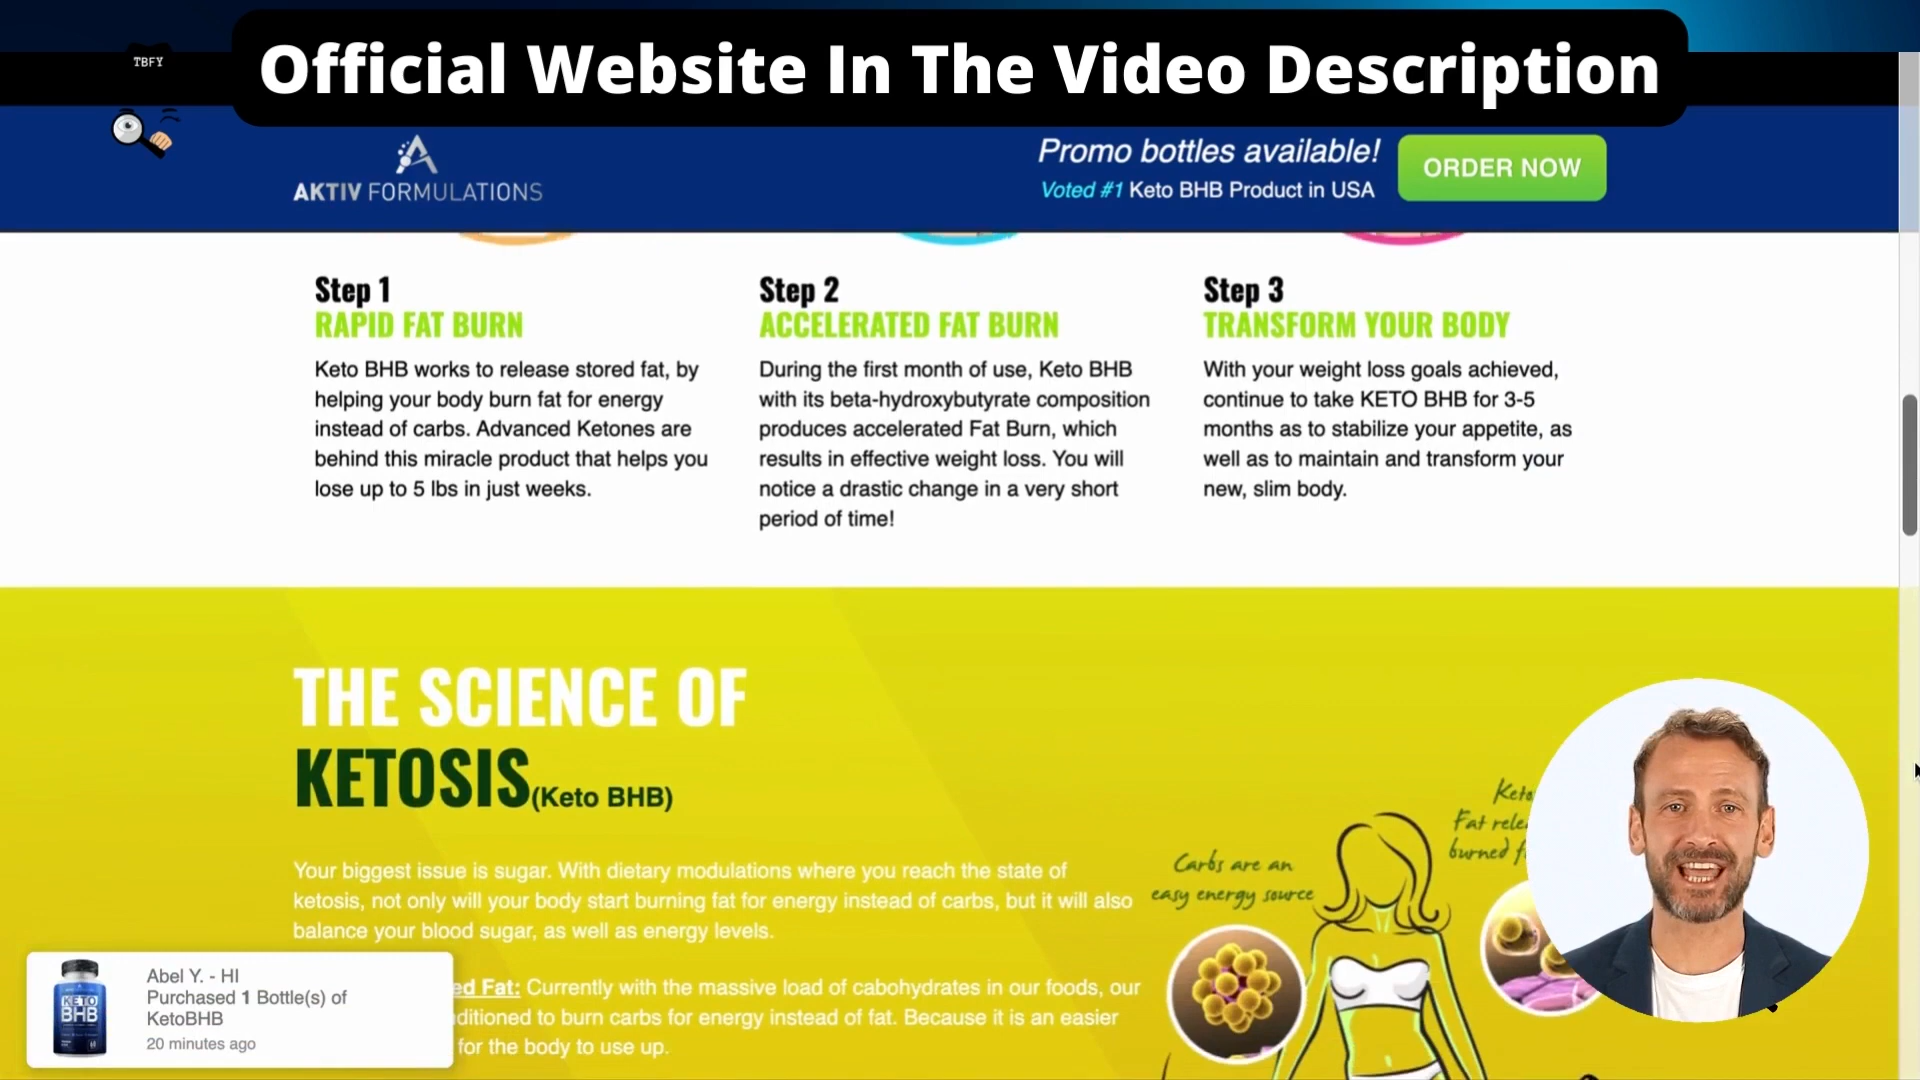 Official Website In The Video Description
TBFY
AKTIV FORMULATIONS
Promo bottles available!
Voted #1 Keto BHB Product in USA
ORDER NOW
Step 1
RAPID FAT BURN
Keto BHB works to release stored fat, by
helping your body burn fat for energy
instead of carbs. Advanced Ketones are
behind this miracle product that helps you
lose up to 5 lbs in just weeks.
Step 2
ACCELERATED FAT BURN
During the first month of use, Keto BHB
with its beta-hydroxybutyrate composition
produces accelerated Fat Burn, which
results in effective weight loss. You will
notice a drastic change in a very short
period of time!
Step 3
TRANSFORM YOUR BODY
With your weight loss goals achieved,
continue to take KETO BHB for 3-5
months as to stabilize your appetite, as
well as to maintain and transform your
new, slim body.
THE SCIENCE OF
KETOSIS (Keto BHB)
Your biggest issue is sugar. With dietary modulations where you reach the state of
ketosis, not only will your body start burning fat for energy instead of carbs, but it will also
balance your blood sugar, as well as energy levels.
ed Fat: Currently with the massive load of cabohydrates in our foods, our
ditioned to burn carbs for energy instead of fat. Because it is an easier
for the body to use up.
Carbs are an
easy energy source
Keto
Fat rele
burned f
KETO
BHB
Abel Y. - HI
Purchased 1 Bottle(s) of
KetoBHB
20 minutes ago